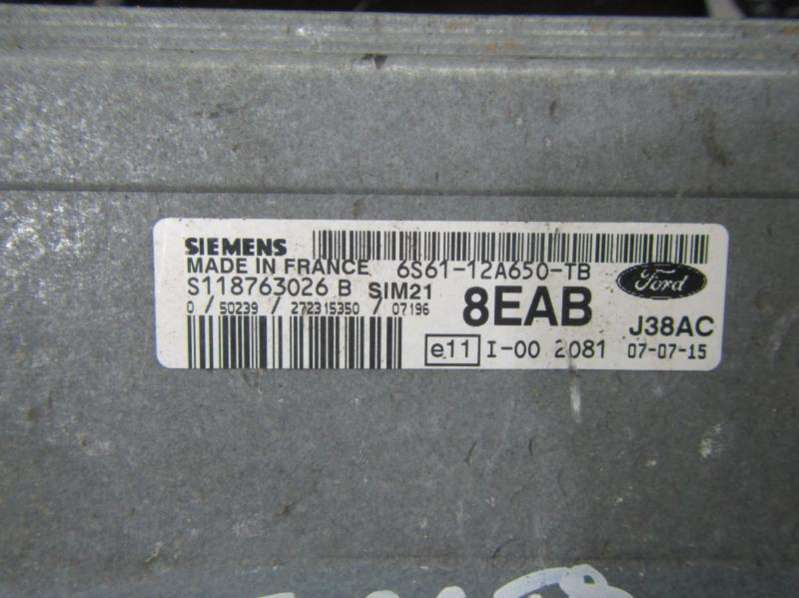 SIEMENS
MADE IN FRANCE 6S61-12A650-TB
S118763026 B SIM21
0 / 50239 / 272315350 / 07196
8EAB
Ford
J38AC
e11 I-00 2081 07-07-15